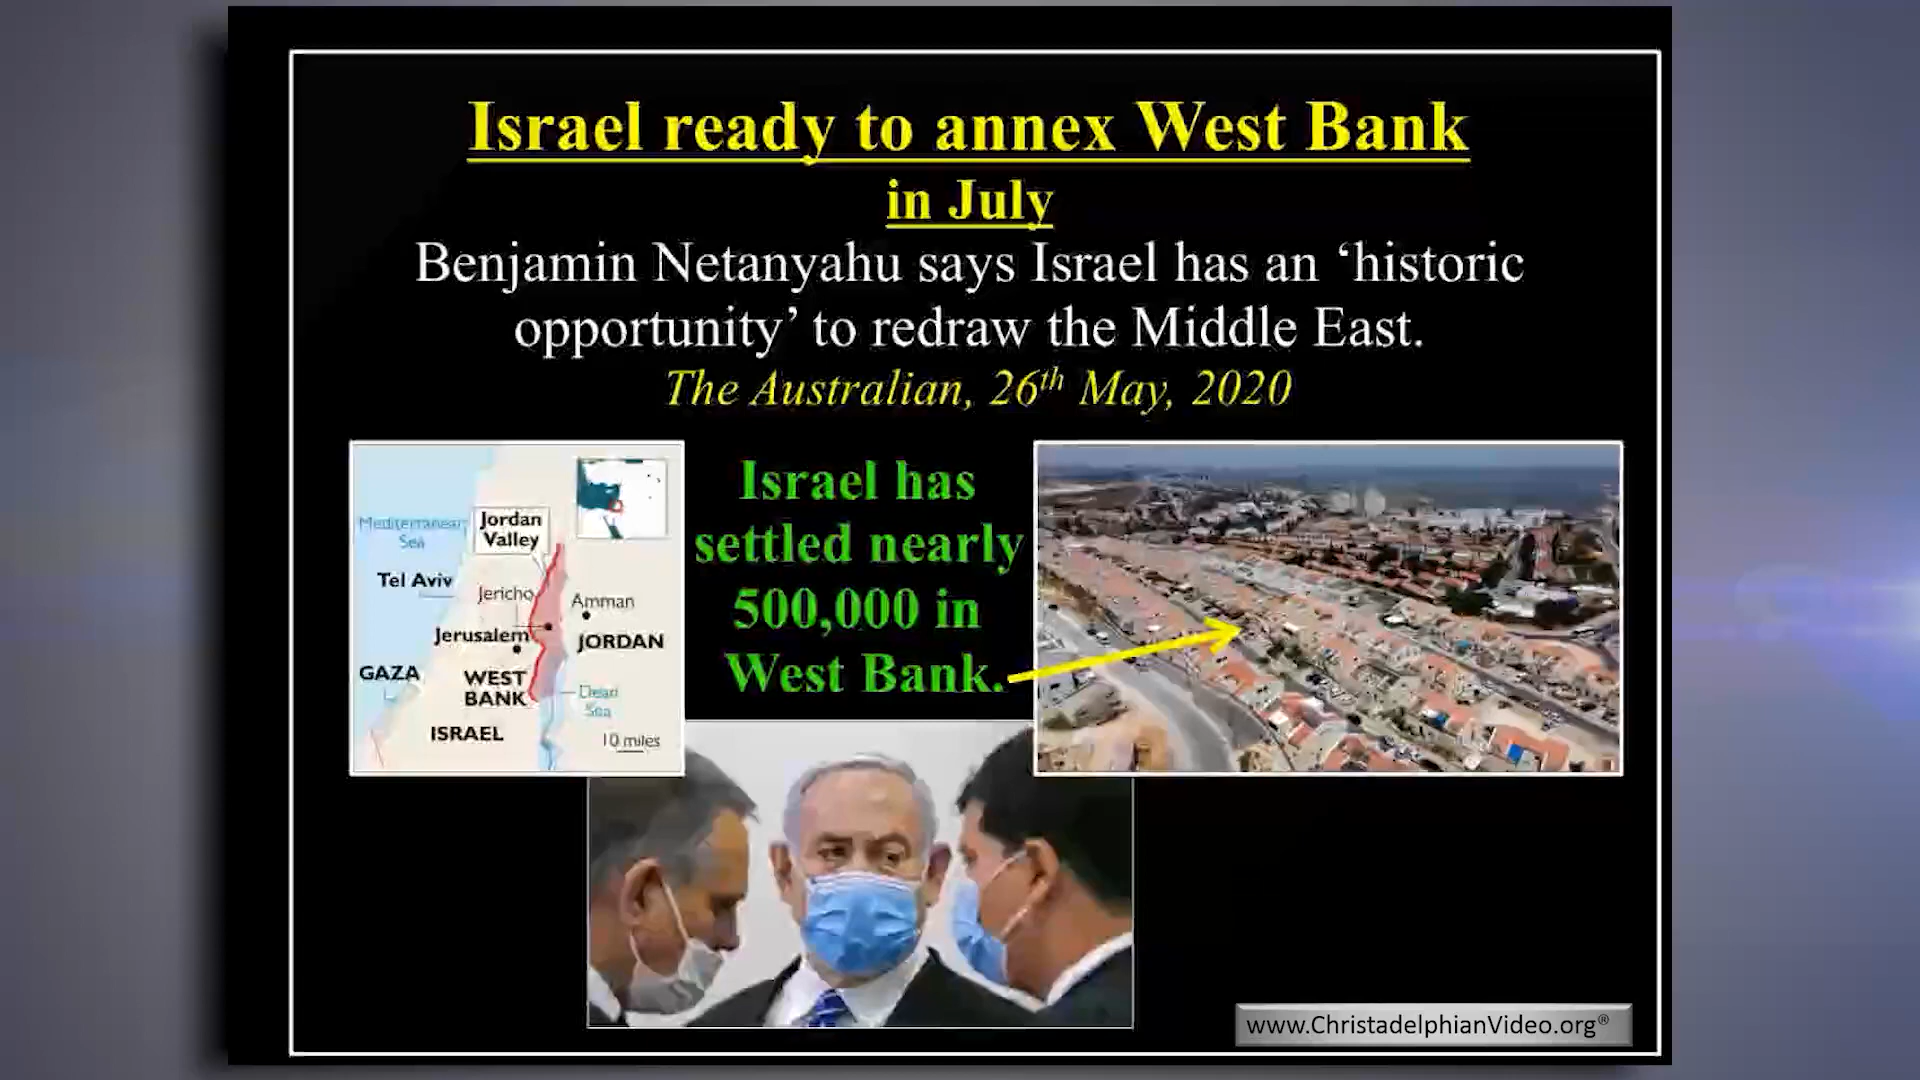 Israel ready to annex West Bank
in July
Benjamin Netanyahu says Israel has an ‘historic
opportunity’ to redraw the Middle East.
The Australian, 26th May, 2020
Israel has
settled nearly
500,000 in
West Bank.
Mediterranean
Sea
Jordan
Valley
Tel Aviv
Jericho
Amman
Jerusalem
JORDAN
GAZA
WEST
BANK
Dead
Sea
ISRAEL
10 miles
www.ChristadelphianVideo.org®